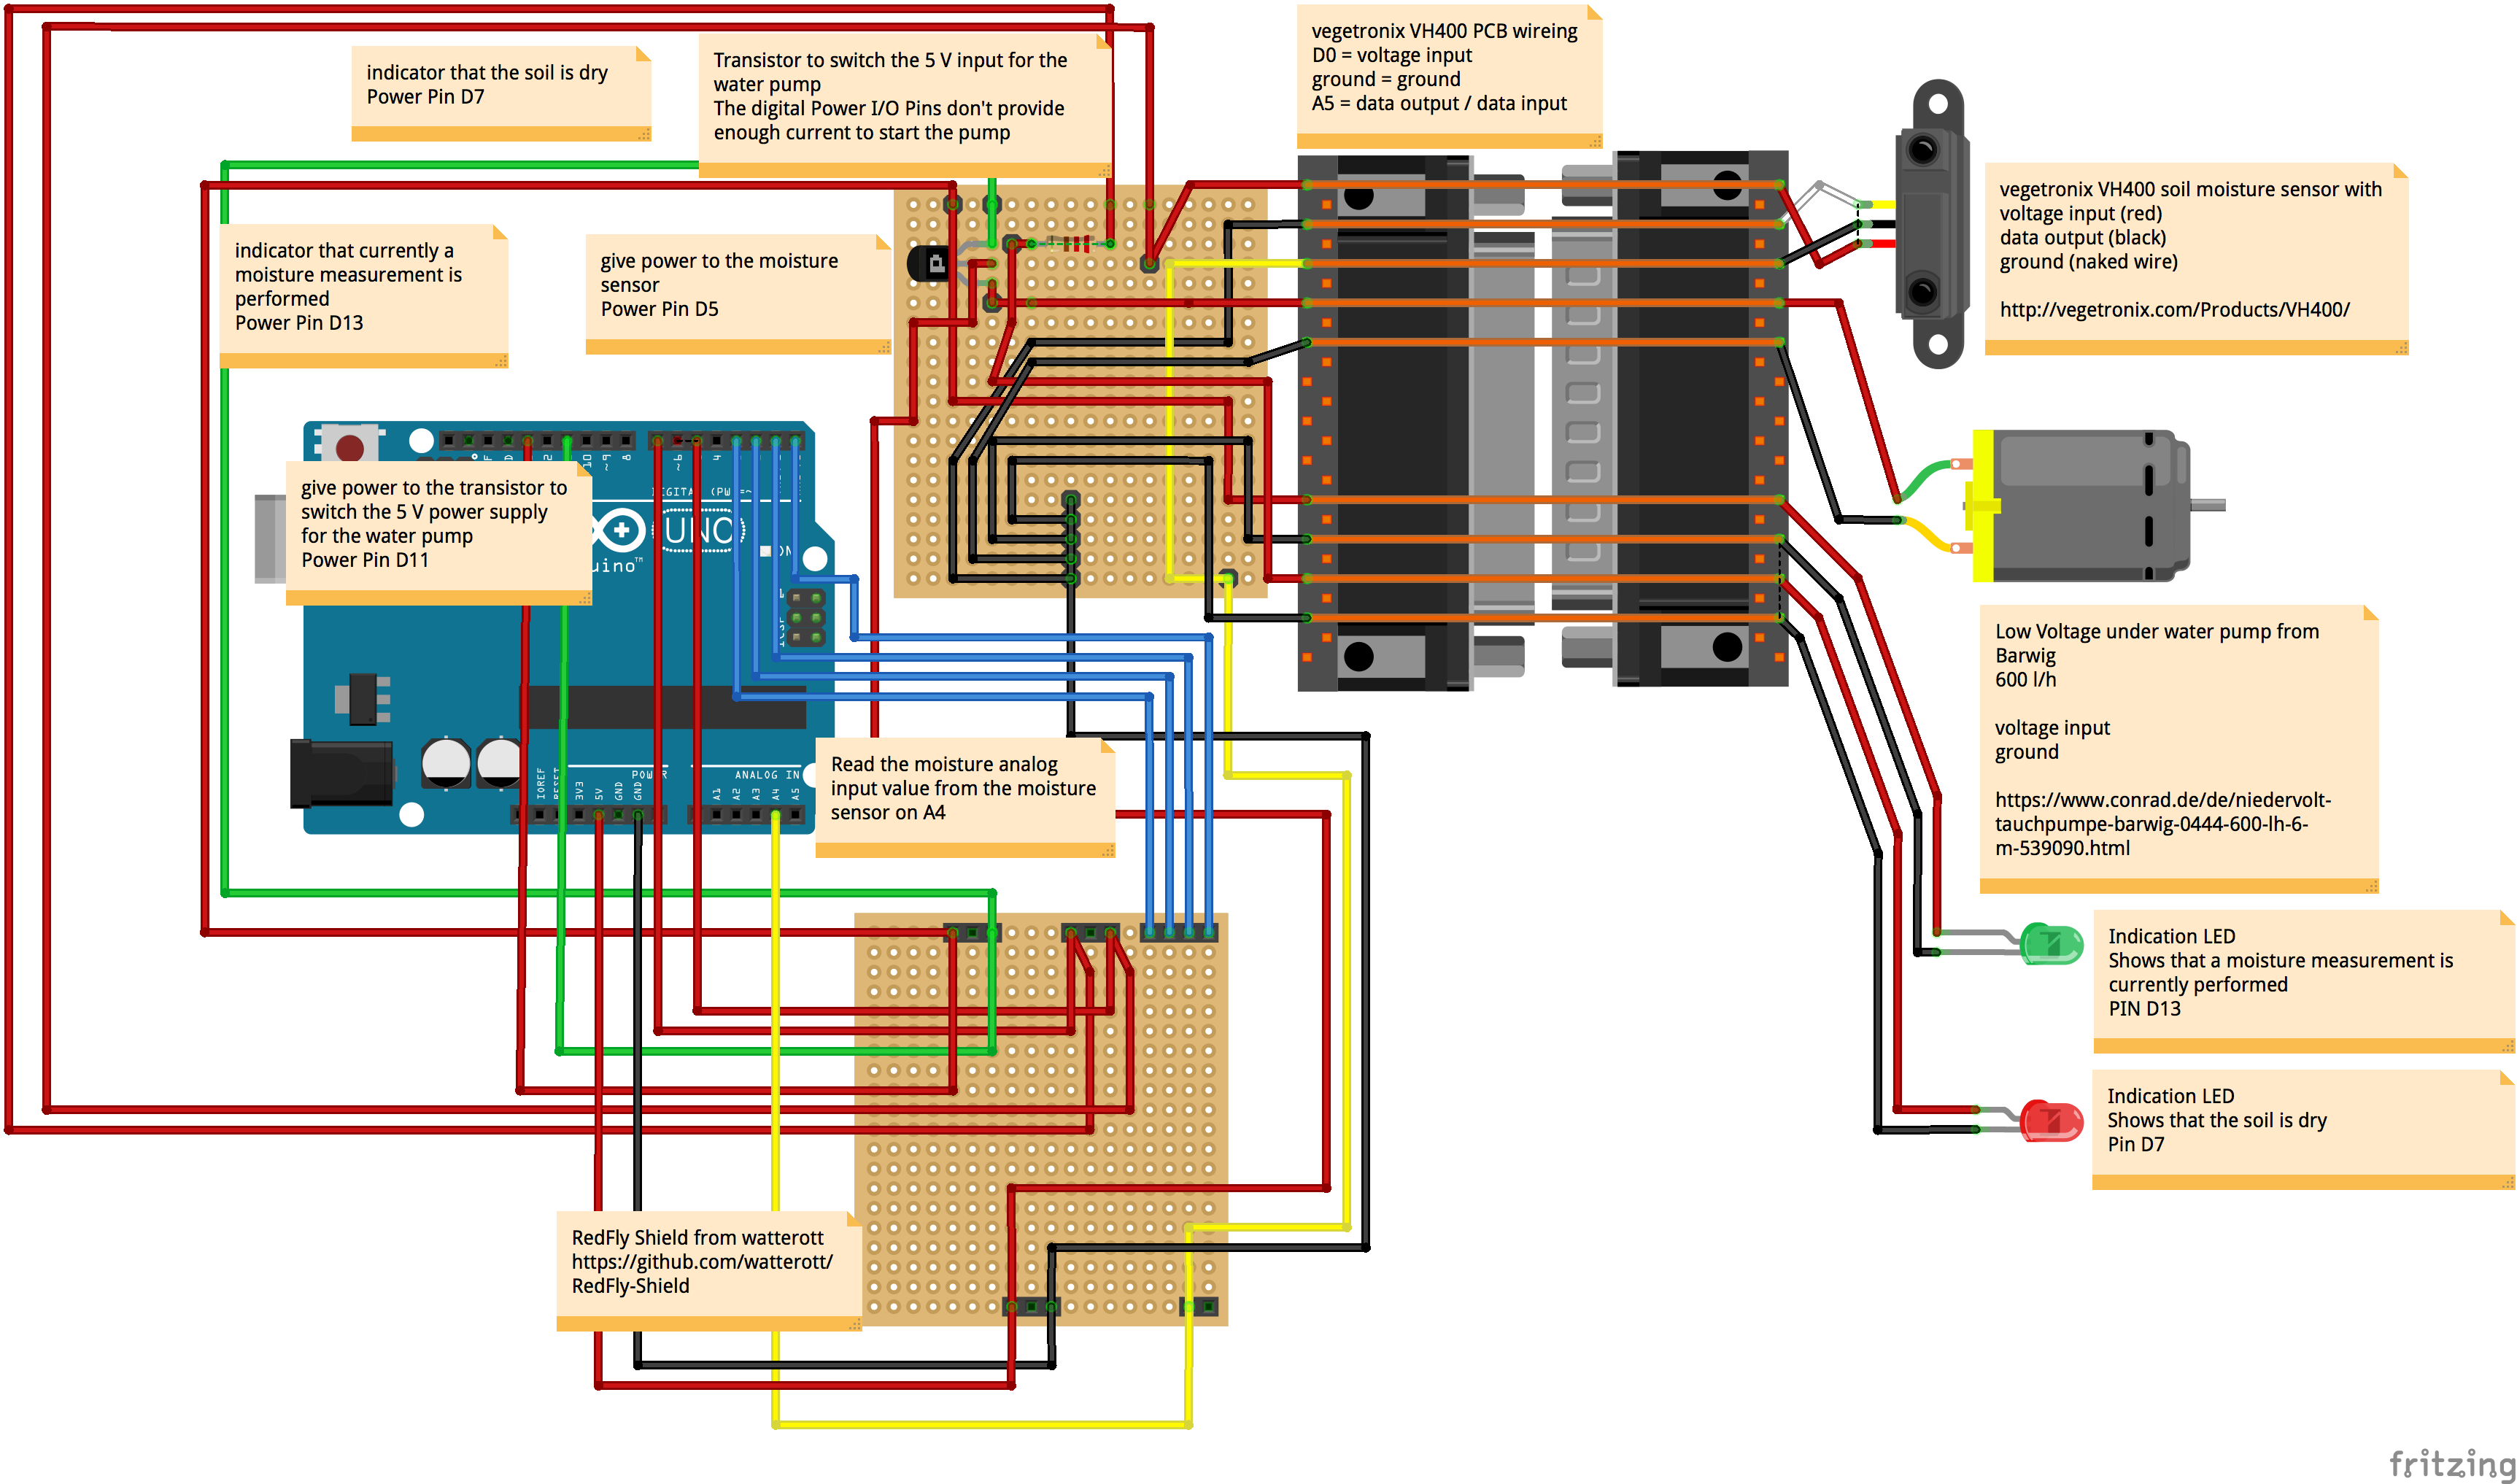 indicator that the soil is dry
Power Pin D7
Transistor to switch the 5 V input for the
water pump
The digital Power I/O Pins don't provide
enough current to start the pump
vegetronix VH400 PCB wireing
D0 = voltage input
ground = ground
A5 = data output / data input
vegetronix VH400 soil moisture sensor with
voltage input (red)
data output (black)
ground (naked wire)
http://vegetronix.com/Products/VH400/
indicator that currently a
moisture measurement is
performed
Power Pin D13
give power to the moisture
sensor
Power Pin D5
give power to the transistor to
switch the 5 V power supply
for the water pump
Power Pin D11
~9
8
~6
4
UNO
uino™
IOREF
3V3
5V
GND
GND
ANALOG IN
A1
A2
A3
A4
A5
Read the moisture analog
input value from the moisture
sensor on A4
Low Voltage under water pump from
Barwig
600 l/h
voltage input
ground
https://www.conrad.de/de/niedervolt-
tauchpumpe-barwig-0444-600-lh-6-
m-539090.html
Indication LED
Shows that a moisture measurement is
currently performed
PIN D13
Indication LED
Shows that the soil is dry
Pin D7
RedFly Shield from watterott
https://github.com/watterott/
RedFly-Shield
fritzing